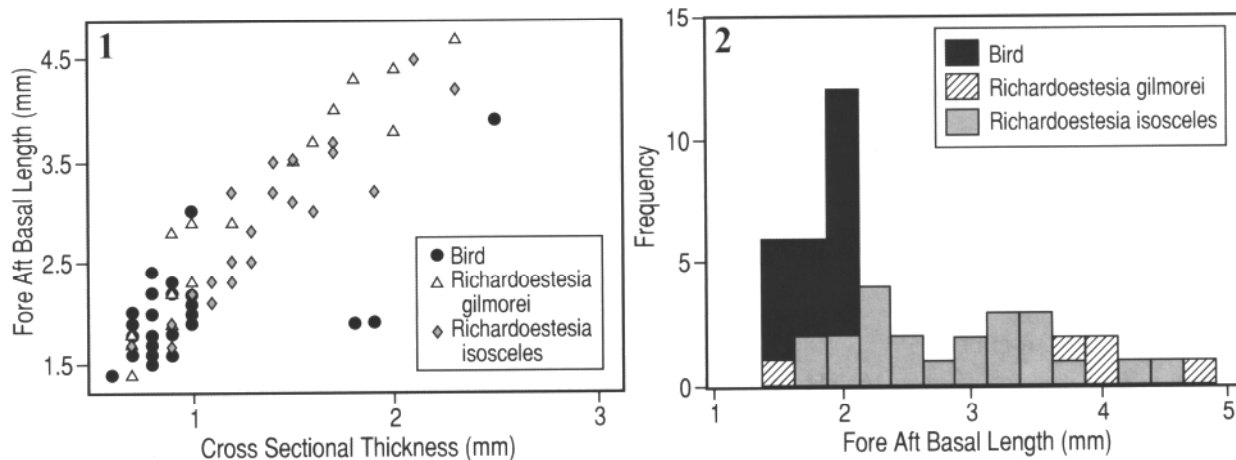 1
Fore Aft Basal Length (mm)
4.5
3.5
2.5
1.5
Bird
Richardoestesia
gilmorei
Richardoestesia
isosceles
1
2
3
Cross Sectional Thickness (mm)
2
Frequency
15
10
5
0
Bird
Richardoestesia gilmorei
Richardoestesia isosceles
1
2
3
4
5
Fore Aft Basal Length (mm)